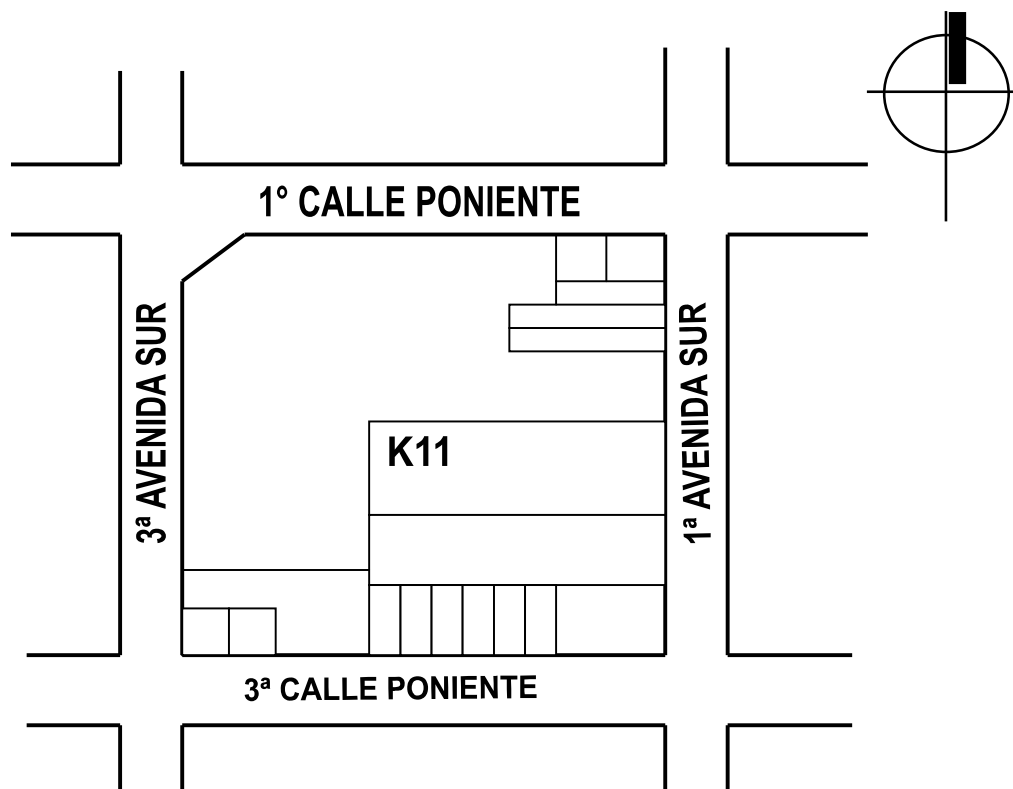 1° CALLE PONIENTE
3ª AVENIDA SUR
1ª AVENIDA SUR
K11
3ª CALLE PONIENTE